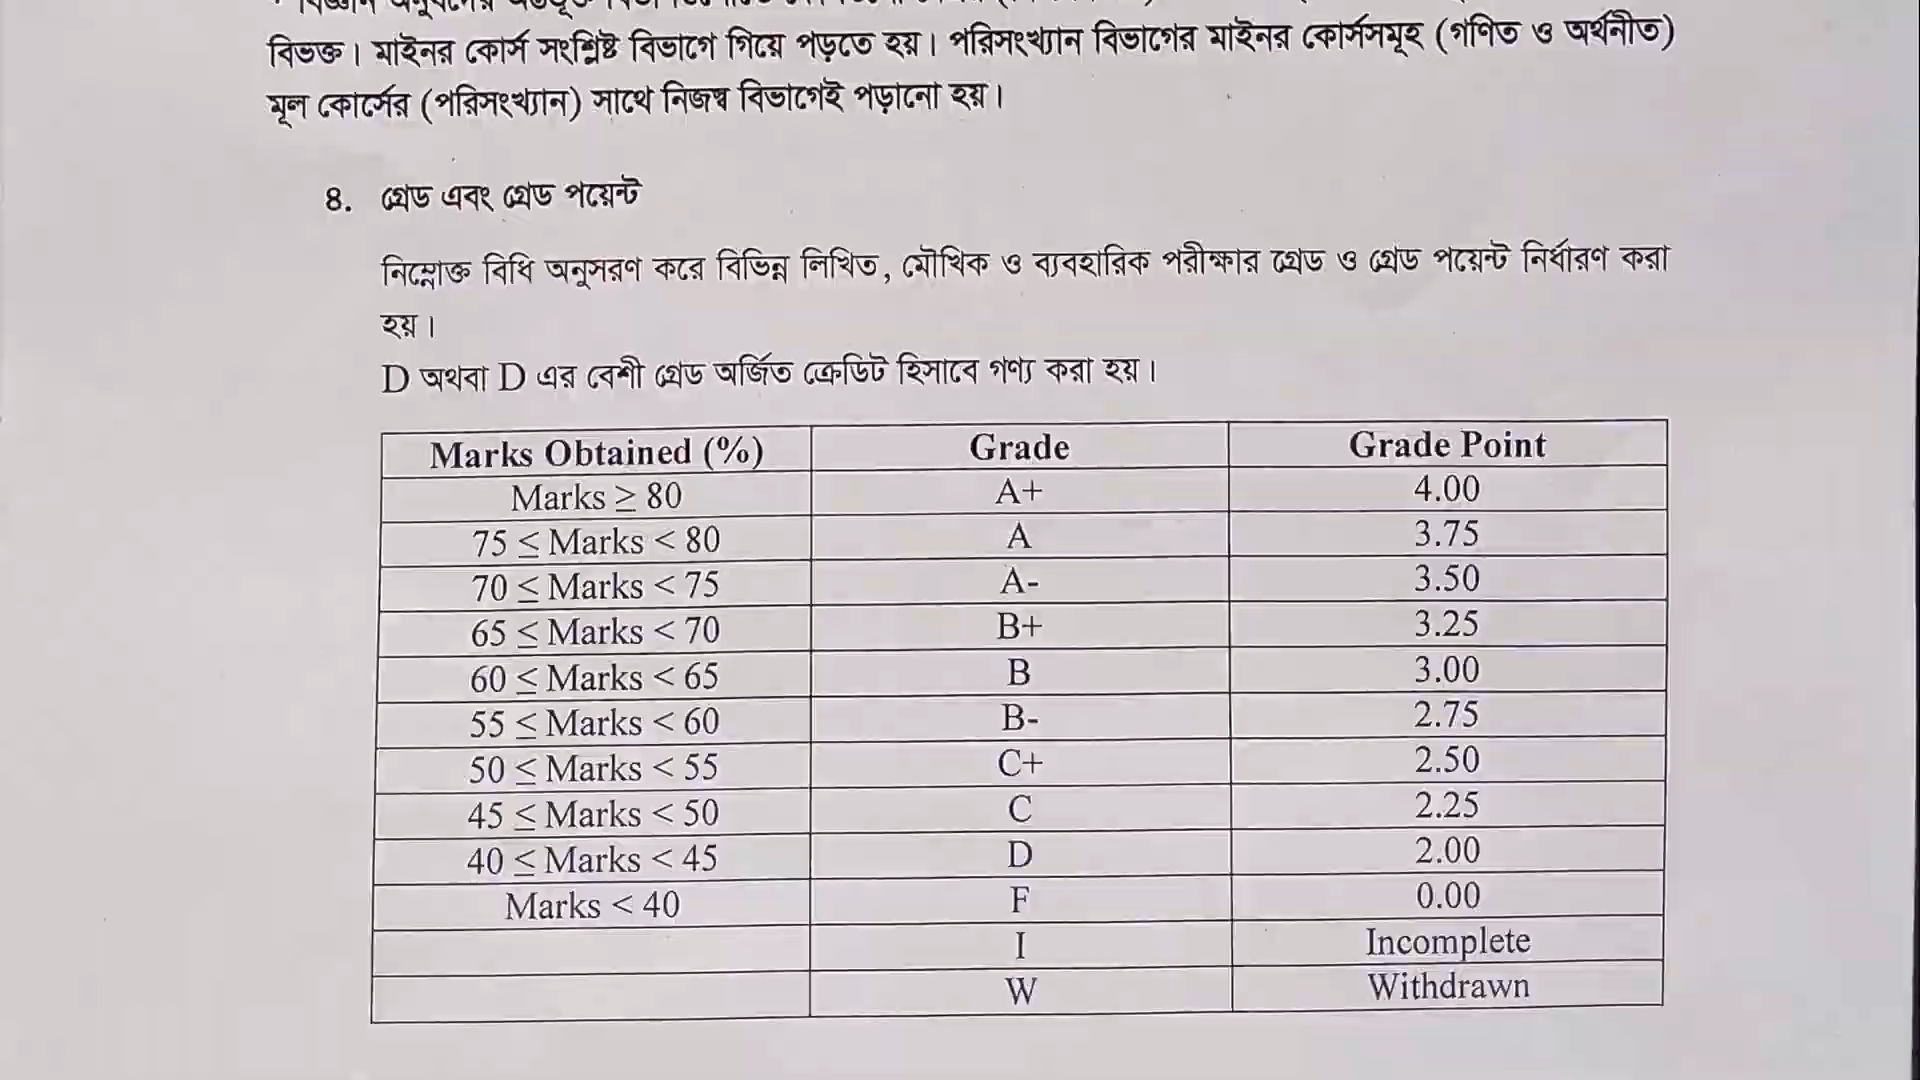 বিভক্ত। মাইনর কোর্স সংশ্লিষ্ট বিভাগে গিয়ে পড়তে হয়। পরিসংখ্যান বিভাগের মাইনর কোর্সসমূহ (গণিত ও অর্থনীত)
মূল কোর্সের (পরিসংখ্যান) সাথে নিজস্ব বিভাগেই পড়ানো হয়।
8. গ্রেড এবং গ্রেড পয়েন্ট
নিম্নোক্ত বিধি অনুসরণ করে বিভিন্ন লিখিত, মৌখিক ও ব্যবহারিক পরীক্ষার গ্রেড ও গ্রেড পয়েন্ট নির্ধারণ করা
হয়।
D অথবা D এর বেশী গ্রেড অর্জিত ক্রেডিট হিসাবে গণ্য করা হয়।
Marks Obtained (%) Grade Grade Point
Marks ≥ 80 A+ 4.00
75 ≤ Marks < 80 A 3.75
70 ≤ Marks < 75 A- 3.50
65 ≤ Marks < 70 B+ 3.25
60 ≤ Marks < 65 B 3.00
55 ≤ Marks < 60 B- 2.75
50 ≤ Marks < 55 C+ 2.50
45 ≤ Marks < 50 C 2.25
40 ≤ Marks < 45 D 2.00
Marks < 40 F 0.00
I Incomplete
W Withdrawn